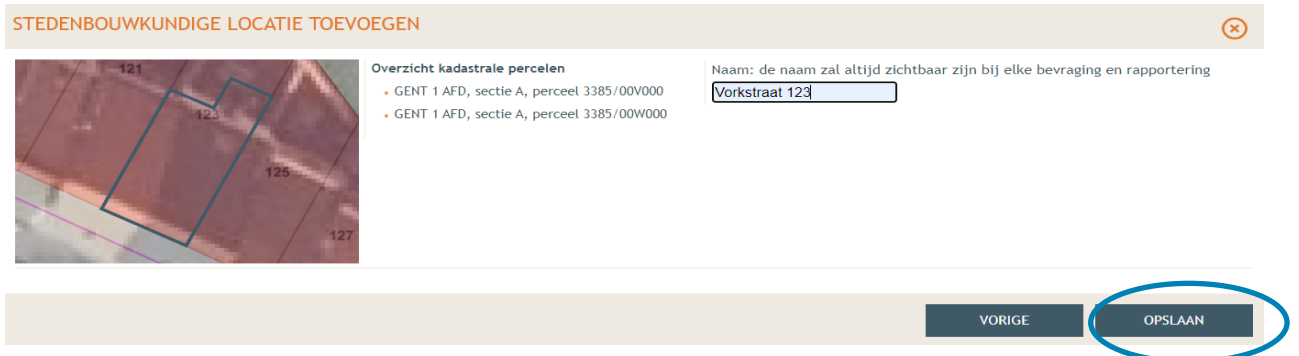 STEDENBOUWKUNDIGE LOCATIE TOEVOEGEN
121
123
125
127
Overzicht kadastrale percelen
GENT 1 AFD, sectie A, perceel 3385/00V000
GENT 1 AFD, sectie A, perceel 3385/00W000
Naam: de naam zal altijd zichtbaar zijn bij elke bevraging en rapportering
Vorkstraat 123
VORIGE
OPSLAAN